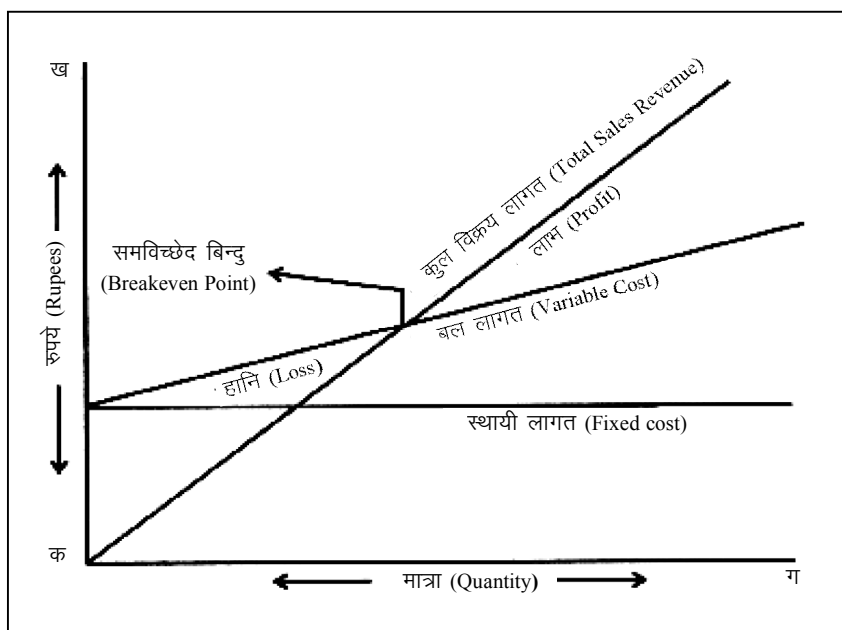 ख
कुल विक्रय लागत (Total Sales Revenue)
लाभ (Profit)
समविच्छेद बिन्दु
(Breakeven Point)
रुपये (Rupees)
बल लागत (Variable Cost)
हानि (Loss)
स्थायी लागत (Fixed cost)
क
मात्रा (Quantity)
ग